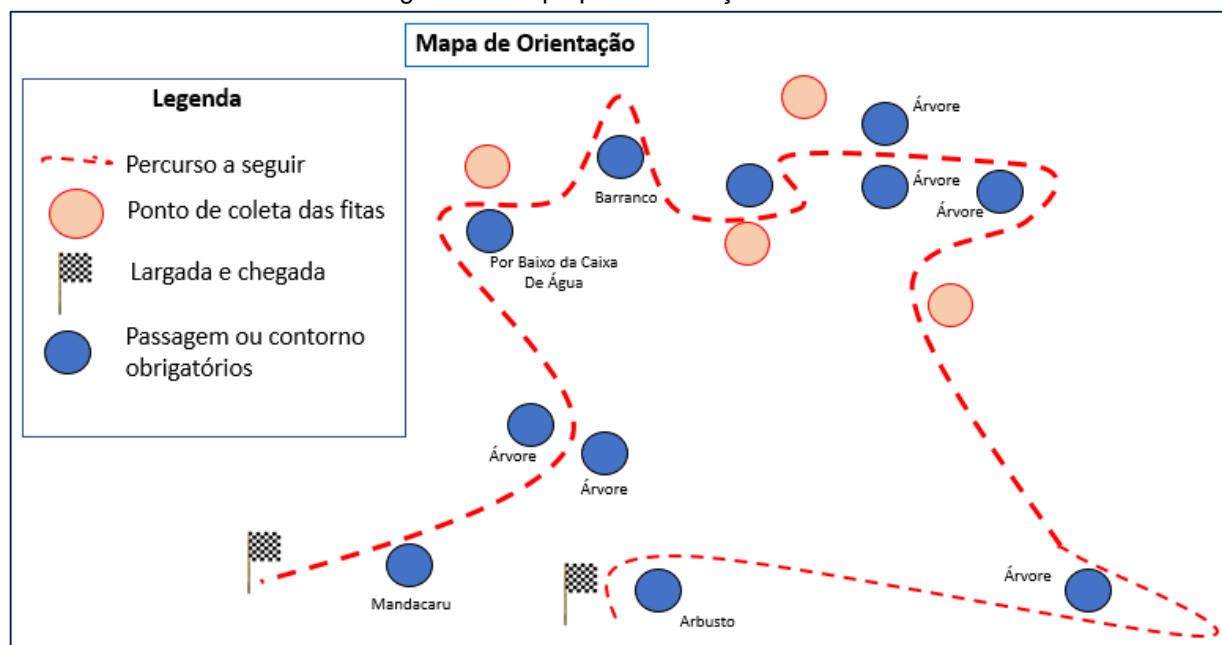 Mapa de Orientação
Legenda
Percurso a seguir
Ponto de coleta das fitas
Largada e chegada
Passagem ou contorno
obrigatórios
Árvore
Árvore
Árvore
Barranco
Por Baixo da Caixa
De Água
Árvore
Árvore
Mandacaru
Árvore
Arbusto